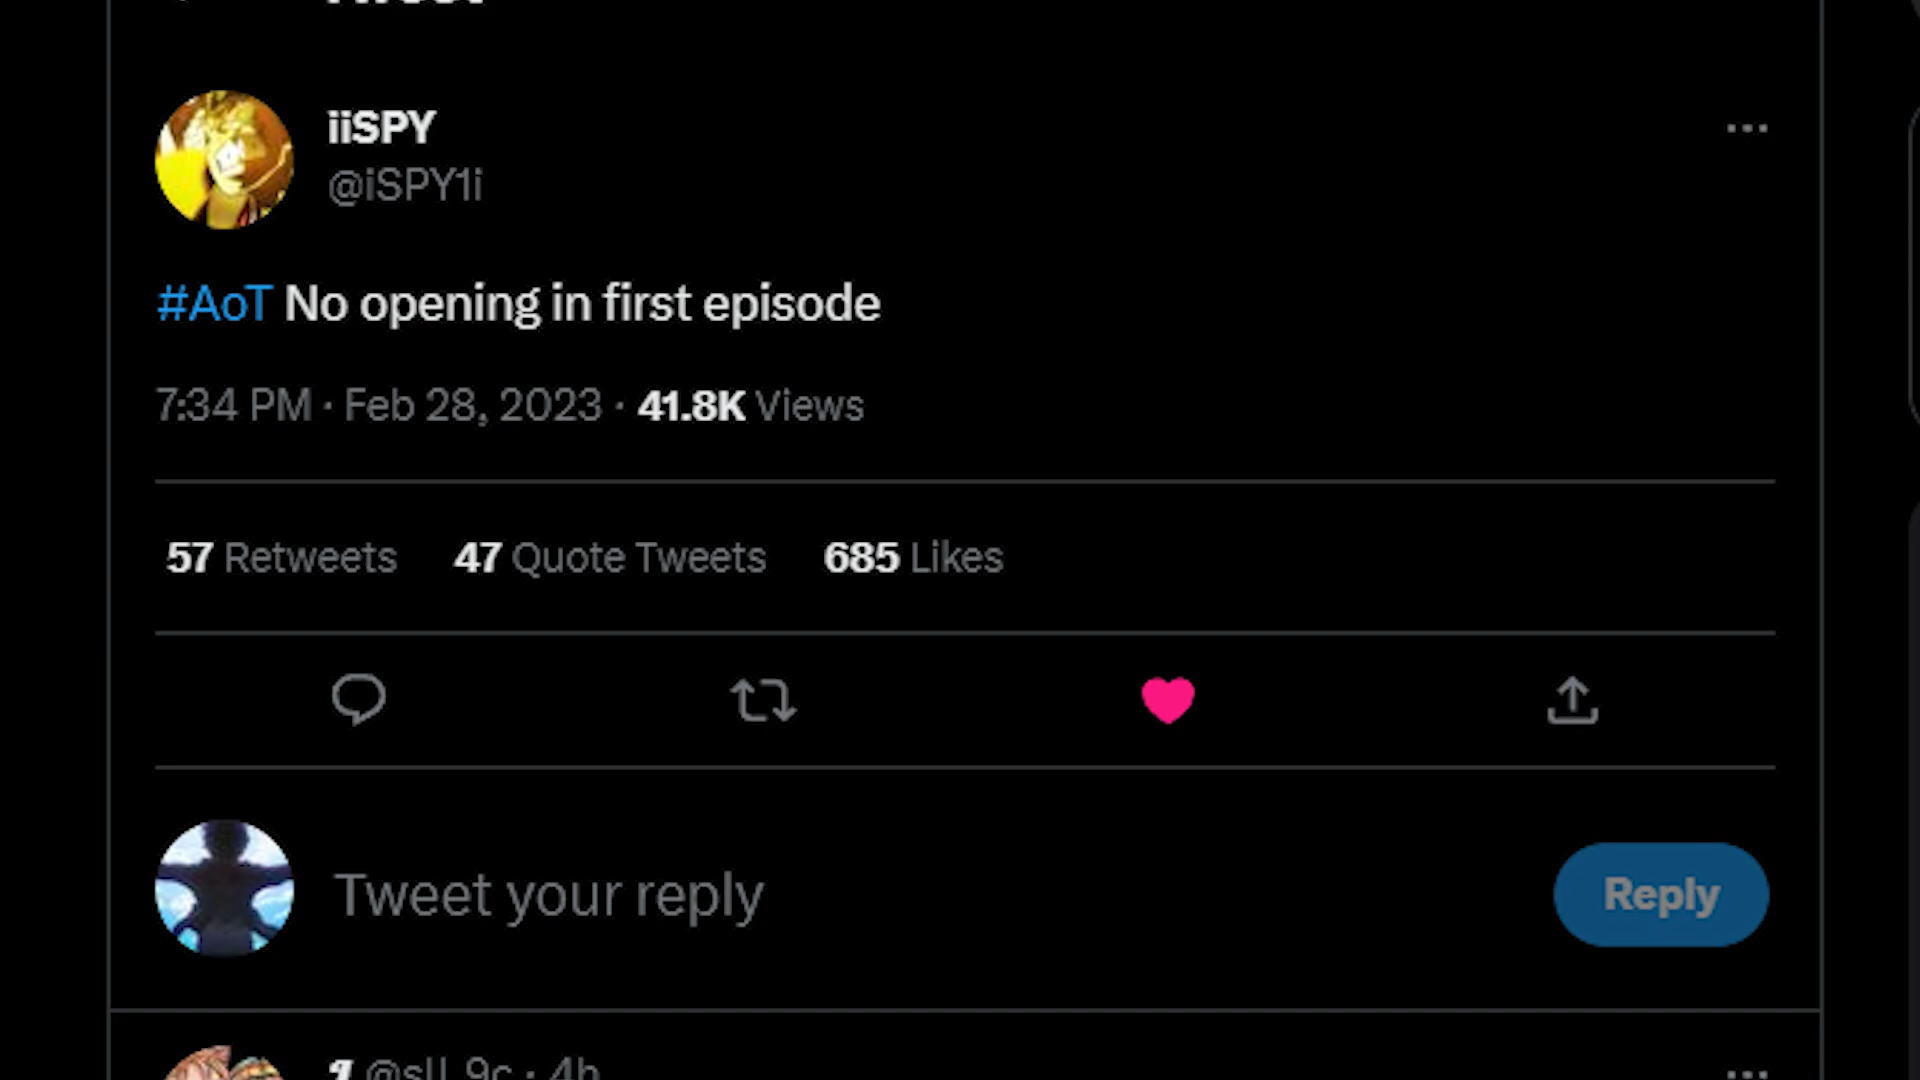 iiSPY
@iSPY1i
#AoT No opening in first episode
7:34 PM · Feb 28, 2023 · 41.8K Views
57 Retweets 47 Quote Tweets 685 Likes
Tweet your reply
Reply
· 4h